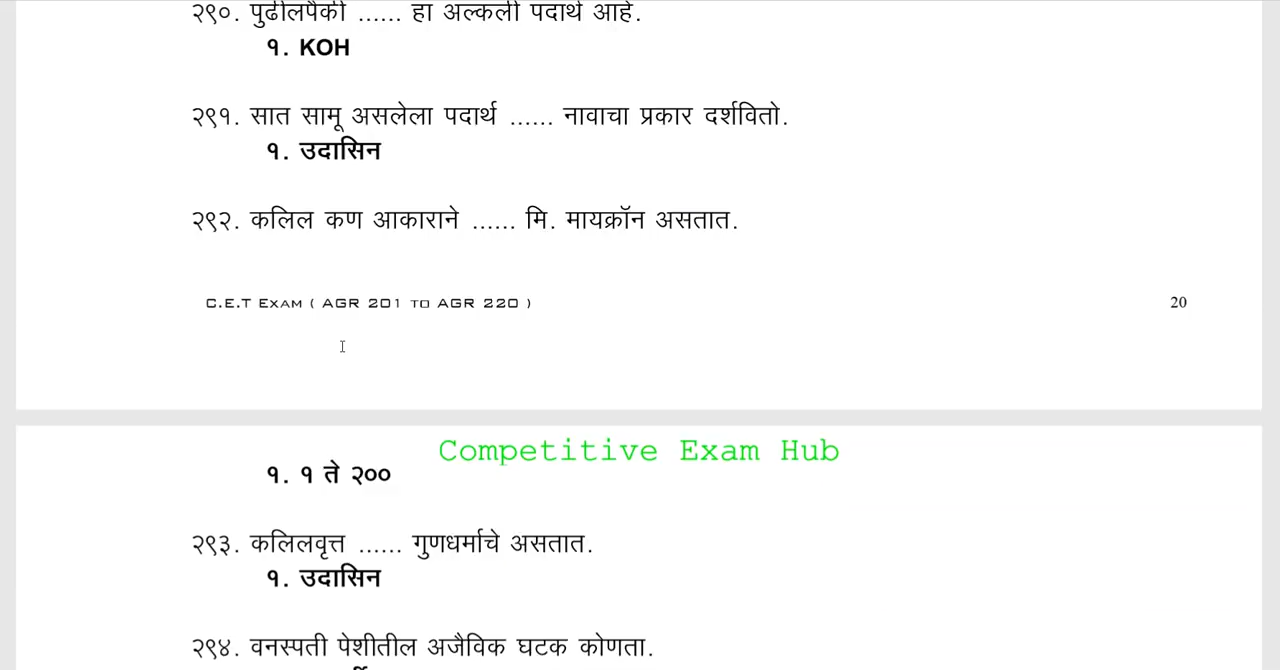 २९०. पुढीलपैकी ...... हा अल्कली पदार्थ आहे.
१. KOH
२९१. सात सामू असलेला पदार्थ ...... नावाचा प्रकार दर्शवितो.
१. उदासिन
२९२. कलिल कण आकाराने ...... मि. मायक्रॉन असतात.
C.E.T EXAM ( AGR 201 TO AGR 220 ) 20
Competitive Exam Hub
१. १ ते २००
२९३. कलिलवृत्त ...... गुणधर्माचे असतात.
१. उदासिन
२९४. वनस्पती पेशीतील अजैविक घटक कोणता.